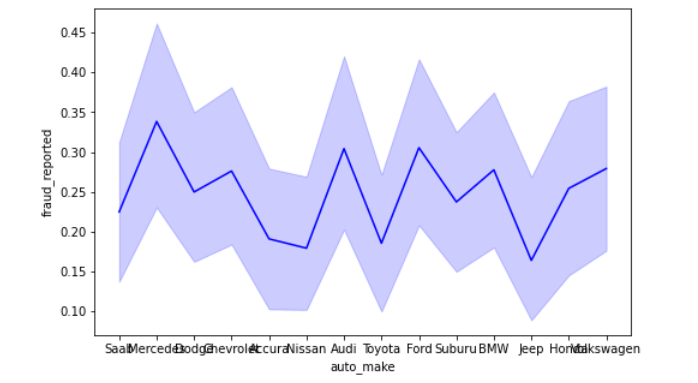 0.45
0.40
0.35
0.30
0.25
0.20
0.15
0.10
fraud_reported
Saab Mercedes Dodge Chevrolet Accura Nissan Audi Toyota Ford Suburu BMW Jeep Honda Volkswagen
auto_make